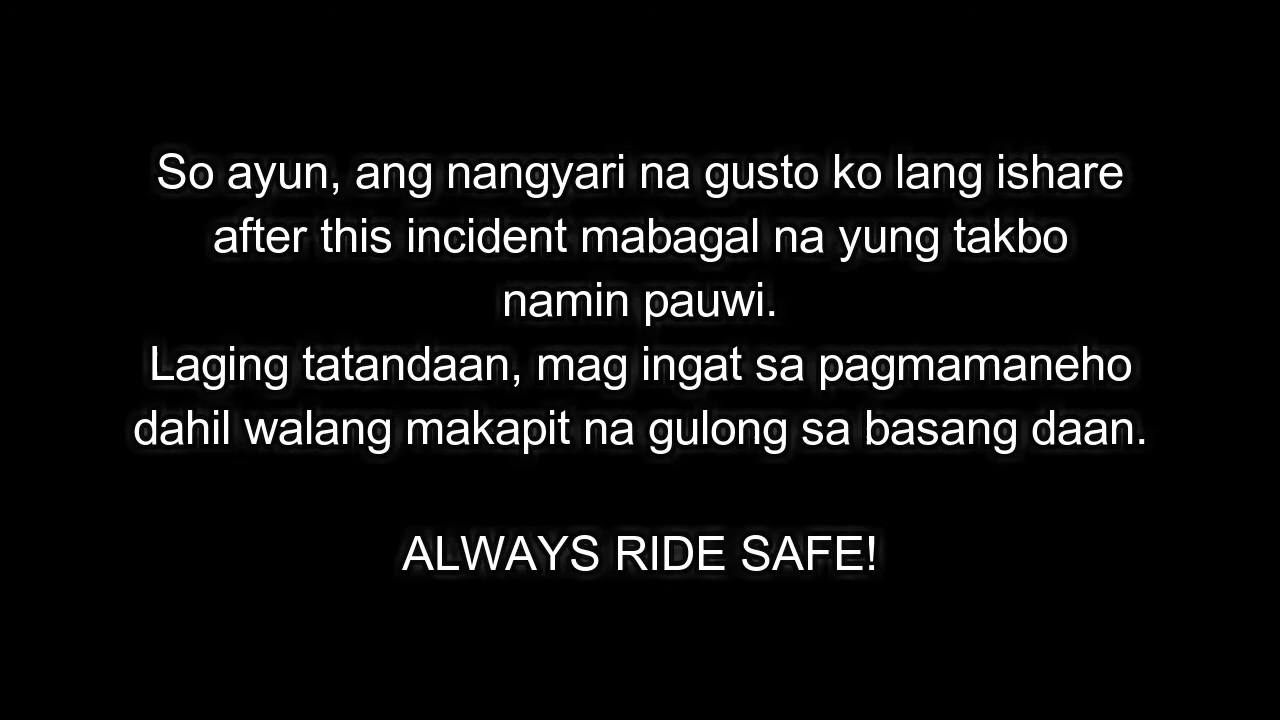 So ayun, ang nangyari na gusto ko lang ishare
after this incident mabagal na yung takbo
namin pauwi.
Laging tatandaan, mag ingat sa pagmamaneho
dahil walang makapit na gulong sa basang daan.
ALWAYS RIDE SAFE!